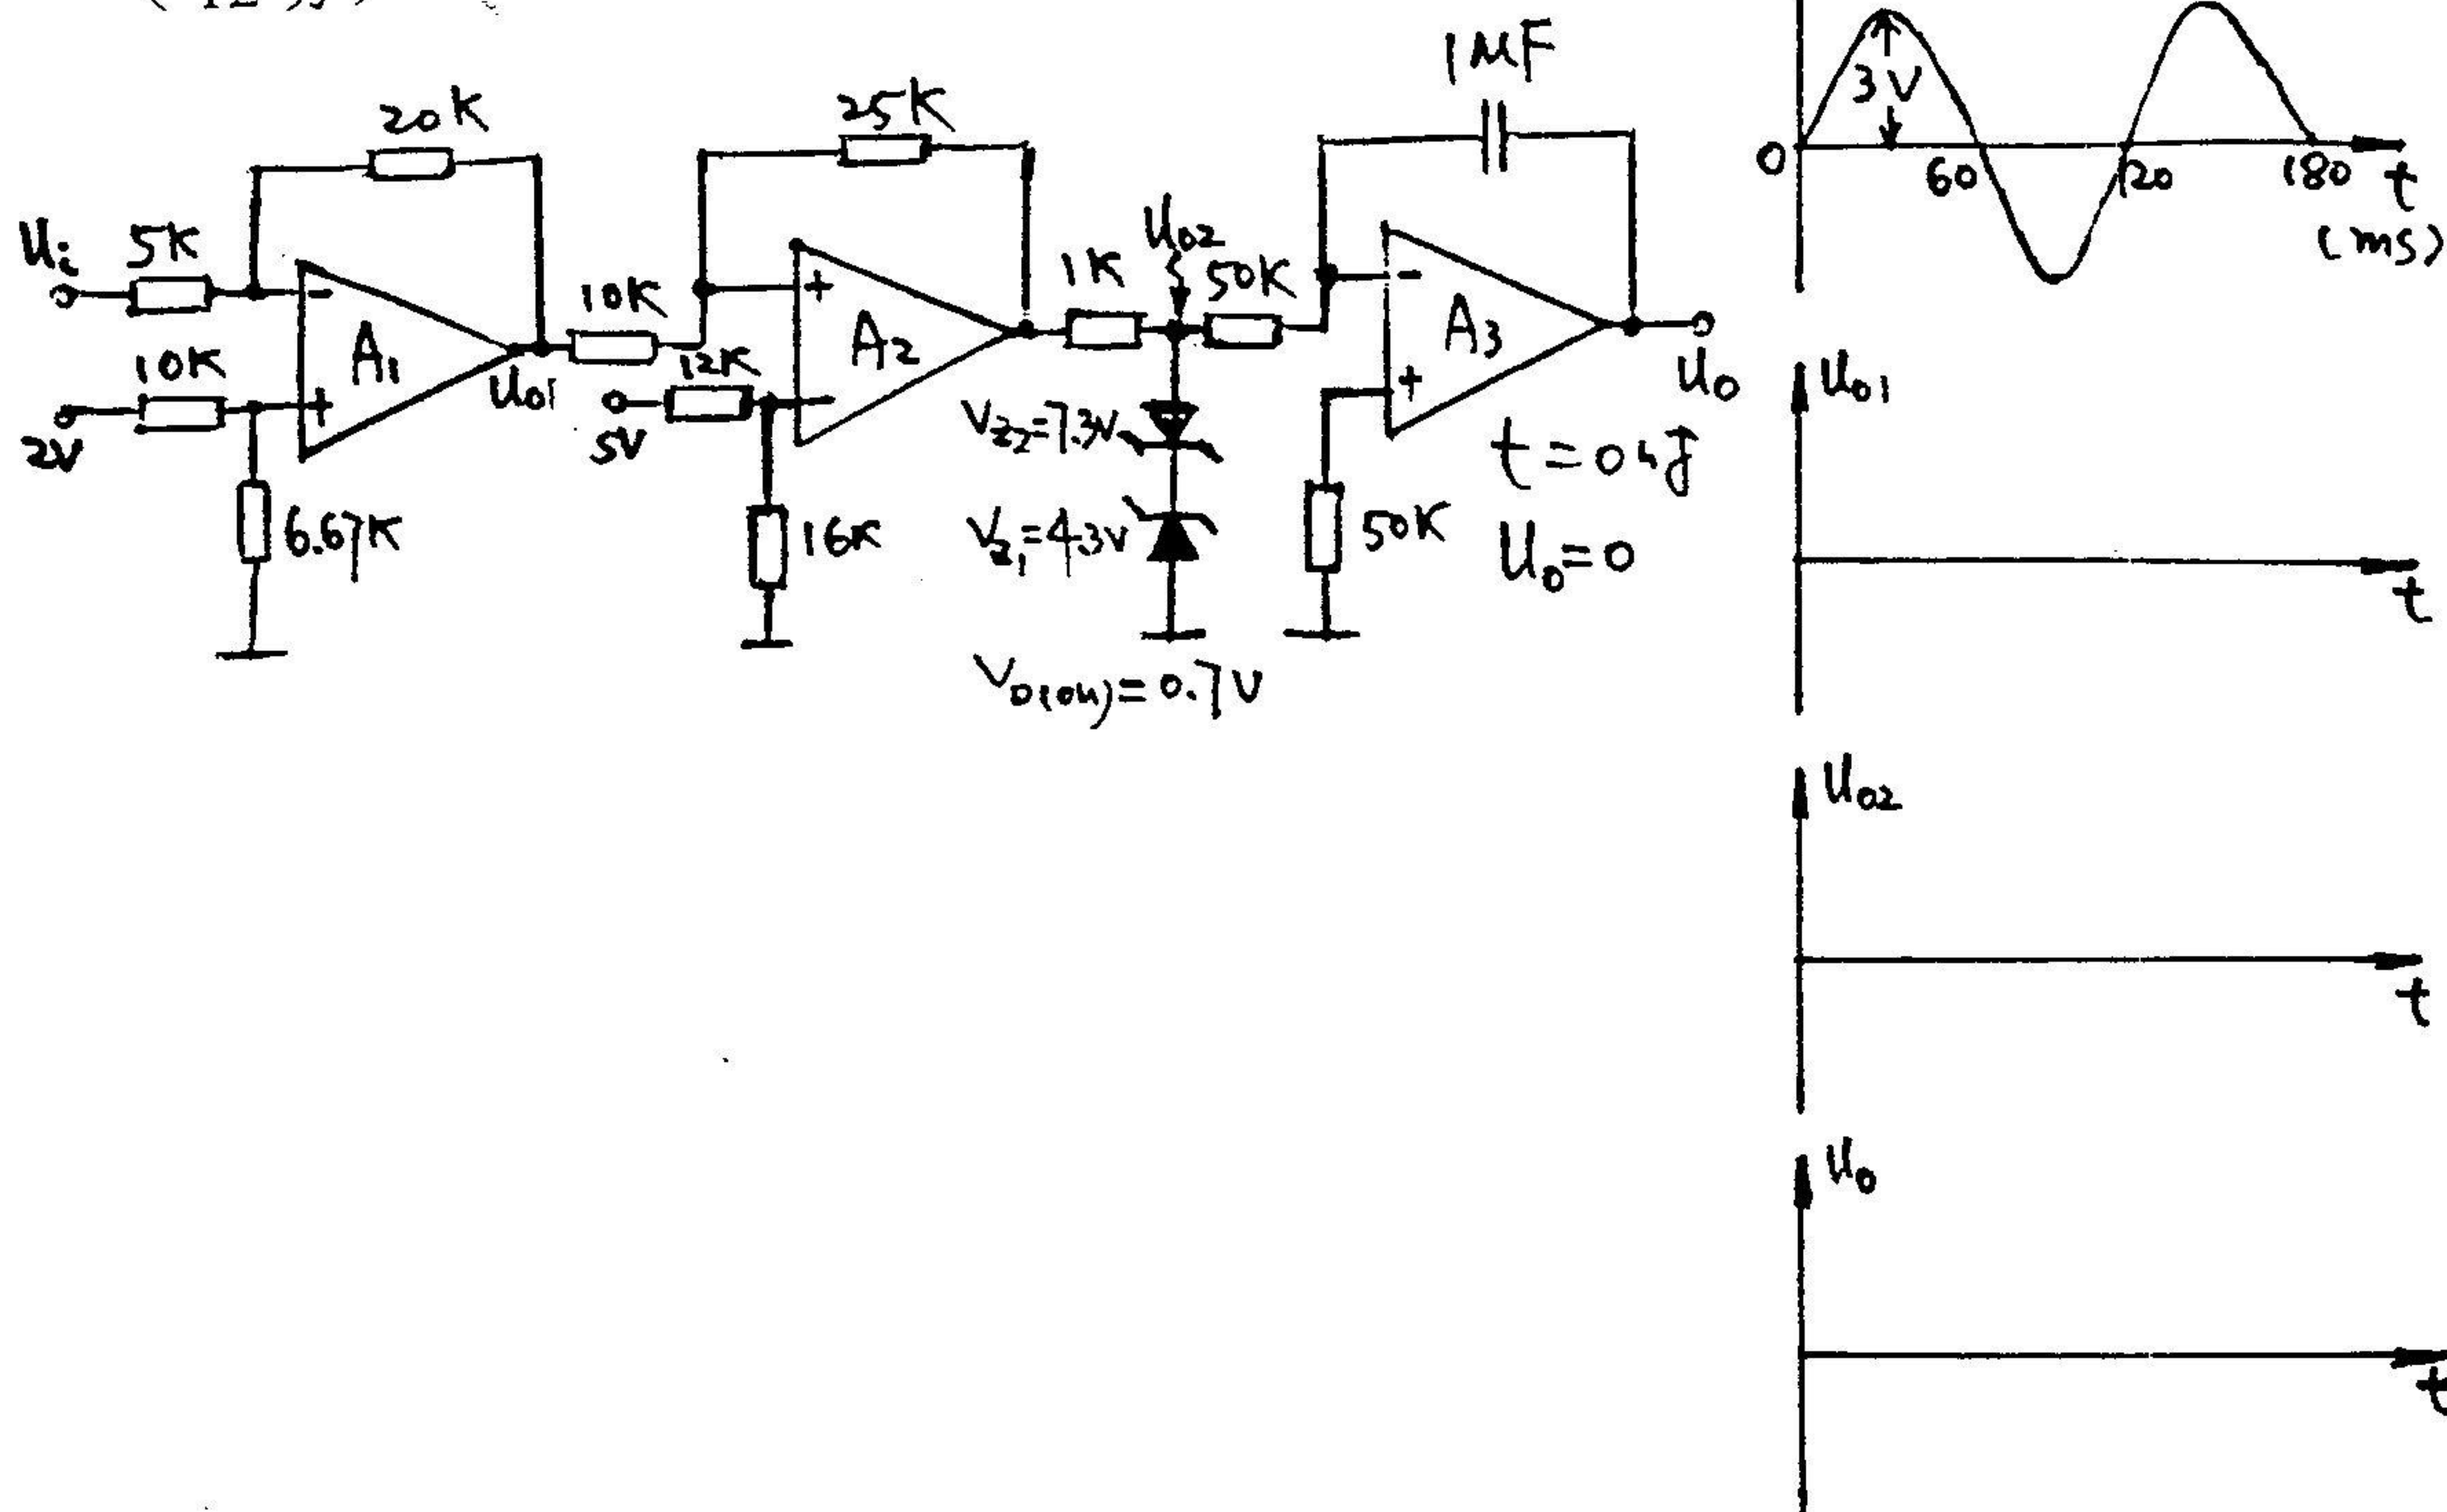 1MF
3V
0
60
120
180
t
(ms)
20K
25K
Ui
5K
-
10K
+
A1
Uo1
10K
2V
6.67K
+
12K
5V
-
A2
16K
1K
Uo2
50K
VZ2=7.3V
VZ1=4.3V
VD(on)=0.7V
-
A3
+
50K
Uo
t=0时
Uo=0
Uo1
t
Uo2
t
Uo
t